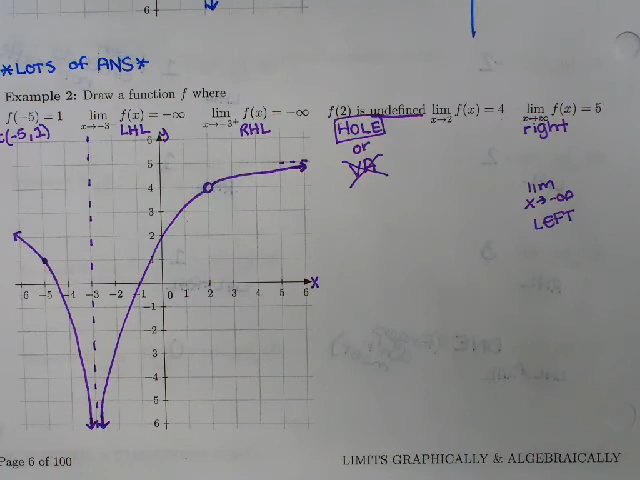 6
*LOTS of ANS*
Example 2: Draw a function f where
f(-5) = 1 lim x→-3⁻ f(x) = -∞ lim x→-3⁺ f(x) = -∞ f(2) is undefined lim x→2 f(x) = 4 lim x→∞ f(x) = 5
(-5, 1) LHL RHL HOLE right
or
VA
lim x→-∞
LEFT
y
6
5
4
3
2
1
6 -5 -4 -3 -2 -1 0 1 2 3 4 5 6 x
-1
-2
3
-4
5
6
Page 6 of 100 LIMITS GRAPHICALLY & ALGEBRAICALLY